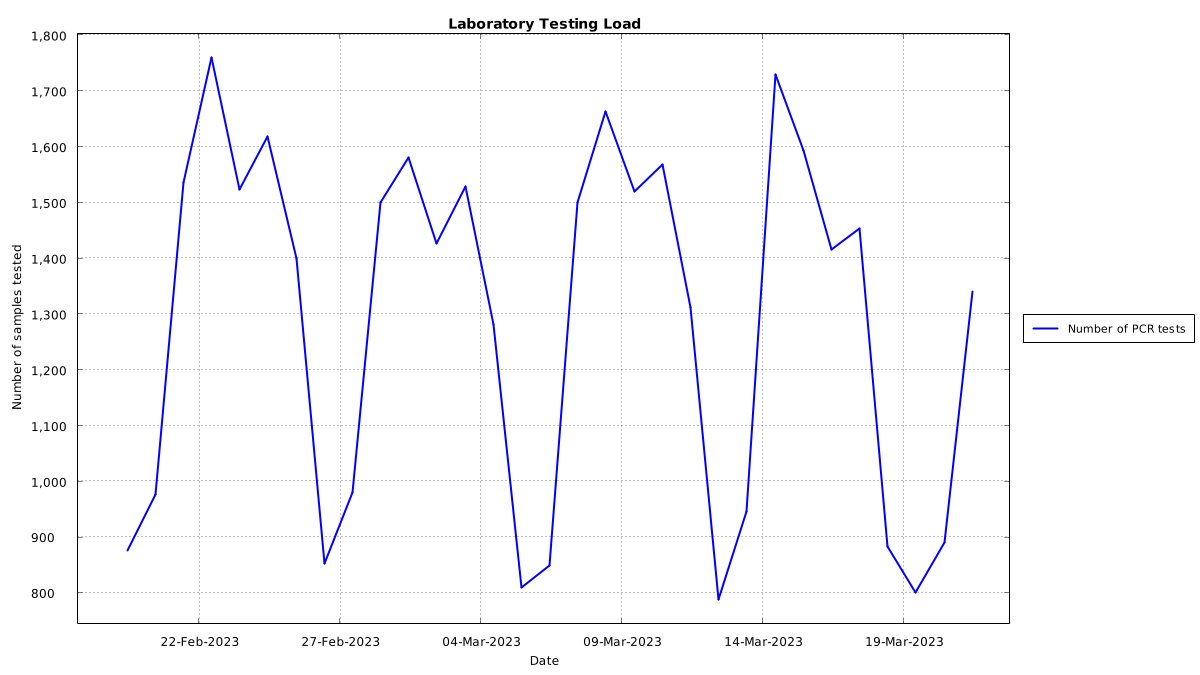 Laboratory Testing Load
1,800
1,700
1,600
1,500
1,400
1,300
1,200
1,100
1,000
900
800
Number of samples tested
22-Feb-2023 27-Feb-2023 04-Mar-2023 09-Mar-2023 14-Mar-2023 19-Mar-2023
Date
Number of PCR tests